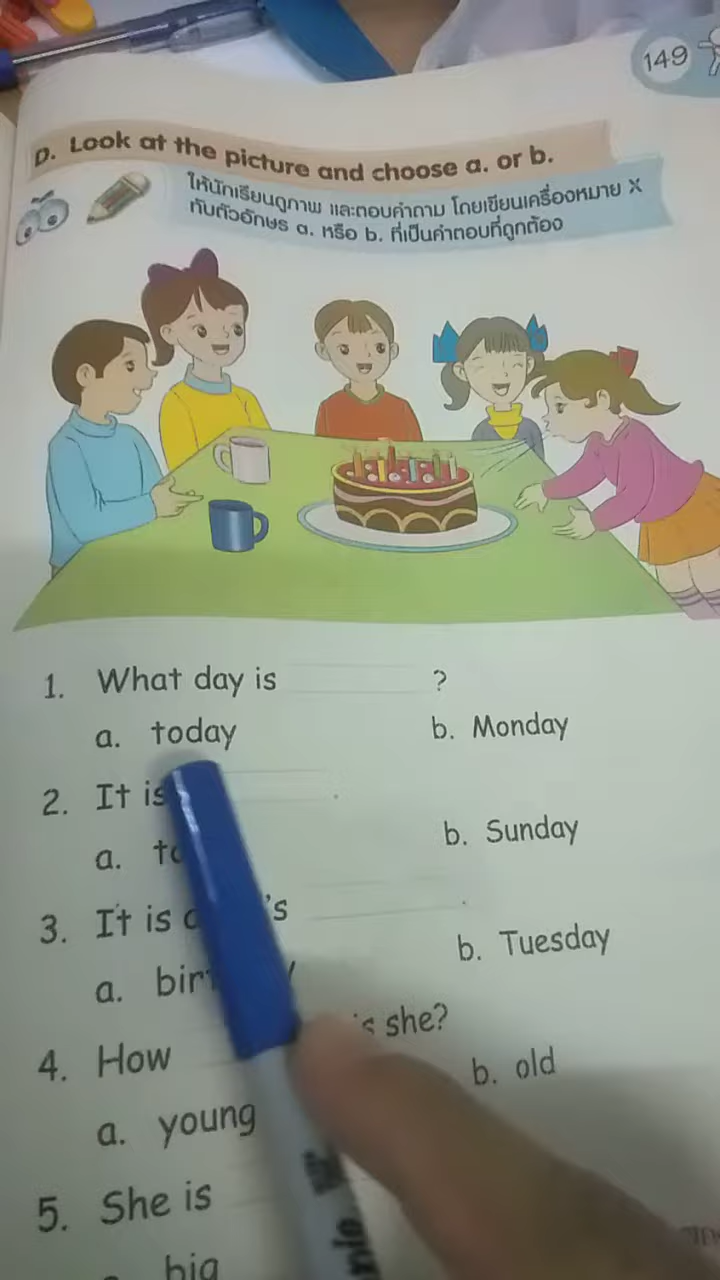 149
D. Look at the picture and choose a. or b.
ให้นักเรียนดูภาพ และตอบคำถาม โดยเขียนเครื่องหมาย X
ทับตัวอักษร a. หรือ b. ที่เป็นคำตอบที่ถูกต้อง
1. What day is ?
a. today b. Monday
2. It is .
a. b. Sunday
3. It is 's .
a. b. Tuesday
4. How is she?
a. young b. old
5. She is
big